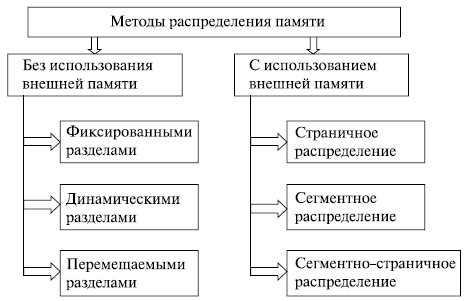 Методы распределения памяти
Без использования
внешней памяти
Фиксированными
разделами
Динамическими
разделами
Перемещаемыми
разделами
С использованием
внешней памяти
Страничное
распределение
Сегментное
распределение
Сегментно-страничное
распределение